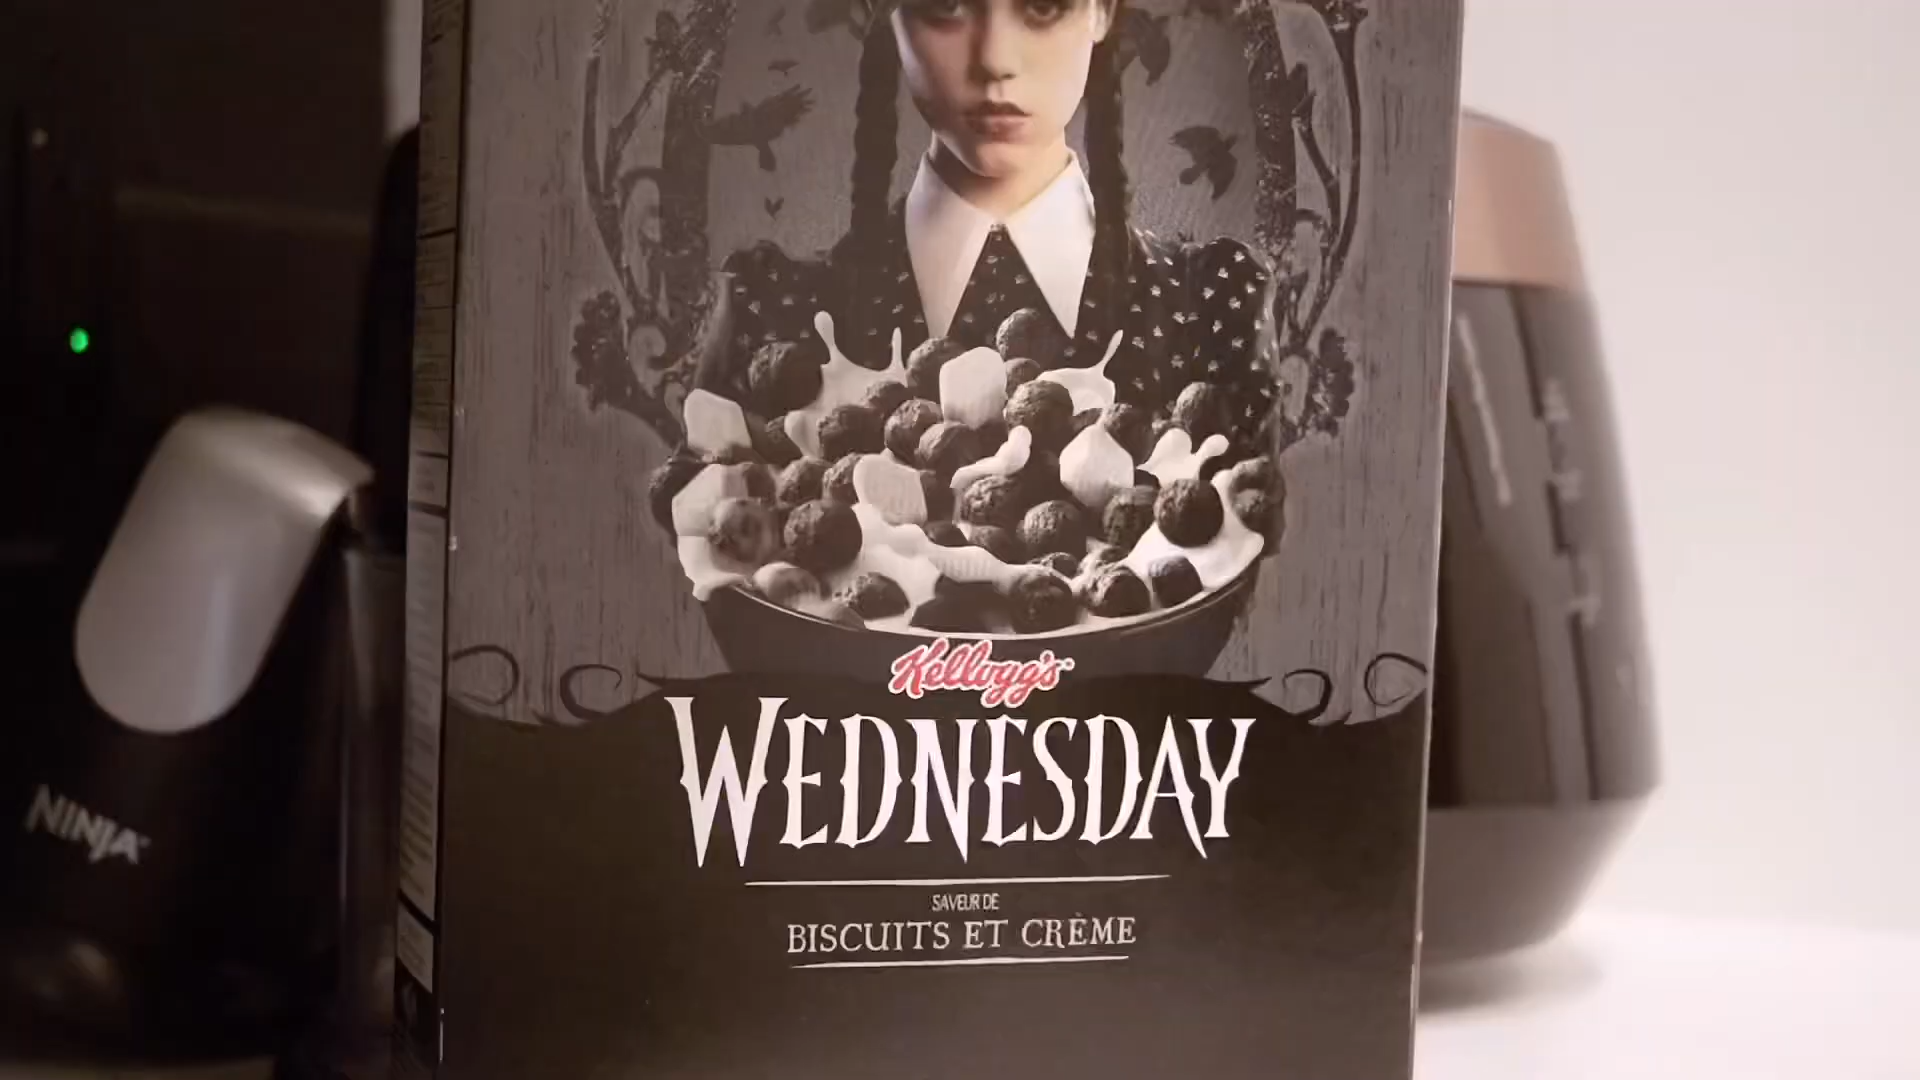 Kellogg's
WEDNESDAY
SAVEUR DE
BISCUITS ET CRÈME
NINJA